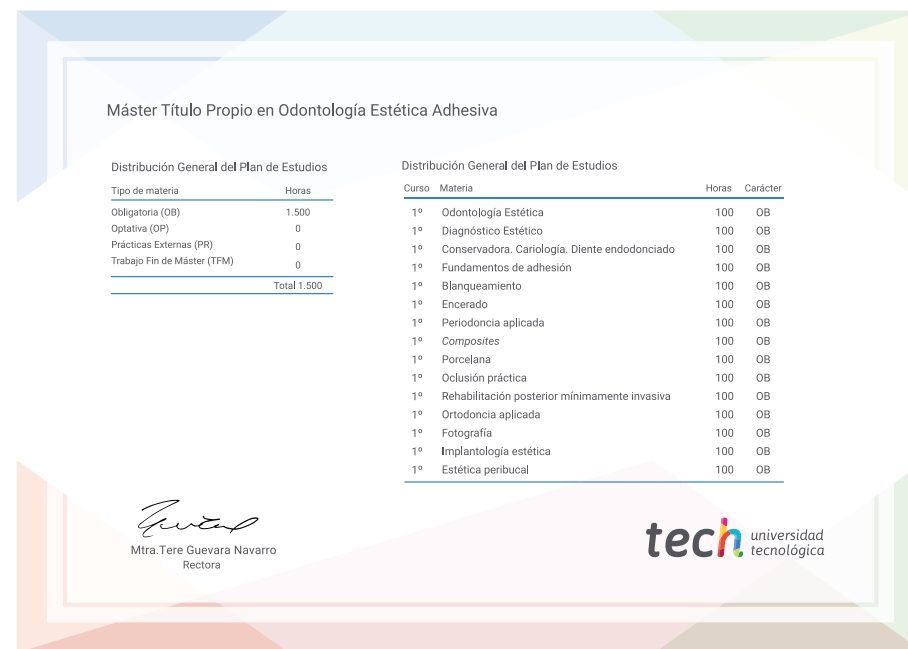 Máster Título Propio en Odontología Estética Adhesiva
Distribución General del Plan de Estudios
Tipo de materia Horas
Obligatoria (OB) 1.500
Optativa (OP) 0
Prácticas Externas (PR) 0
Trabajo Fin de Máster (TFM) 0
Total 1.500
Distribución General del Plan de Estudios
Curso Materia Horas Carácter
1º Odontología Estética 100 OB
1º Diagnóstico Estético 100 OB
1º Conservadora. Cariología. Diente endodonciado 100 OB
1º Fundamentos de adhesión 100 OB
1º Blanqueamiento 100 OB
1º Encerado 100 OB
1º Periodoncia aplicada 100 OB
1º Composites 100 OB
1º Porcelana 100 OB
1º Oclusión práctica 100 OB
1º Rehabilitación posterior mínimamente invasiva 100 OB
1º Ortodoncia aplicada 100 OB
1º Fotografía 100 OB
1º Implantología estética 100 OB
1º Estética peribucal 100 OB
Mtra.Tere Guevara Navarro
Rectora
tech universidad
tecnológica